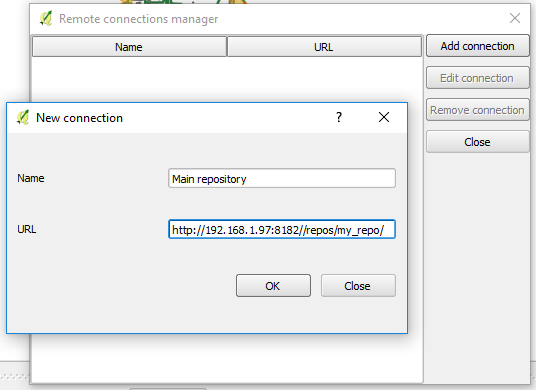 Remote connections manager
Name URL
Add connection
Edit connection
Remove connection
Close
New connection ?
Name Main repository
URL http://192.168.1.97:8182//repos/my_repo/
OK Close